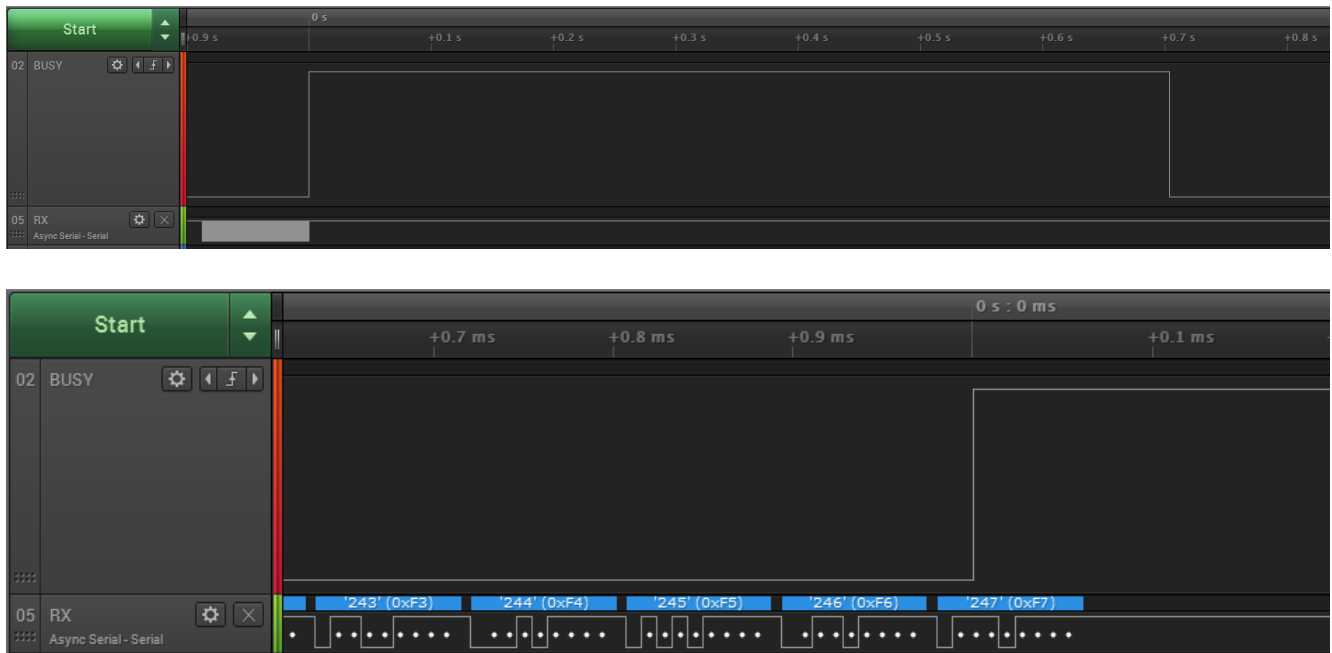 0 s
Start
+0.9 s +0.1 s +0.2 s +0.3 s +0.4 s +0.5 s +0.6 s +0.7 s +0.8 s
02 BUSY
05 RX
Async Serial - Serial
0 s : 0 ms
Start
+0.7 ms +0.8 ms +0.9 ms +0.1 ms
02 BUSY
'243' (0xF3) '244' (0xF4) '245' (0xF5) '246' (0xF6) '247' (0xF7)
05 RX
Async Serial - Serial